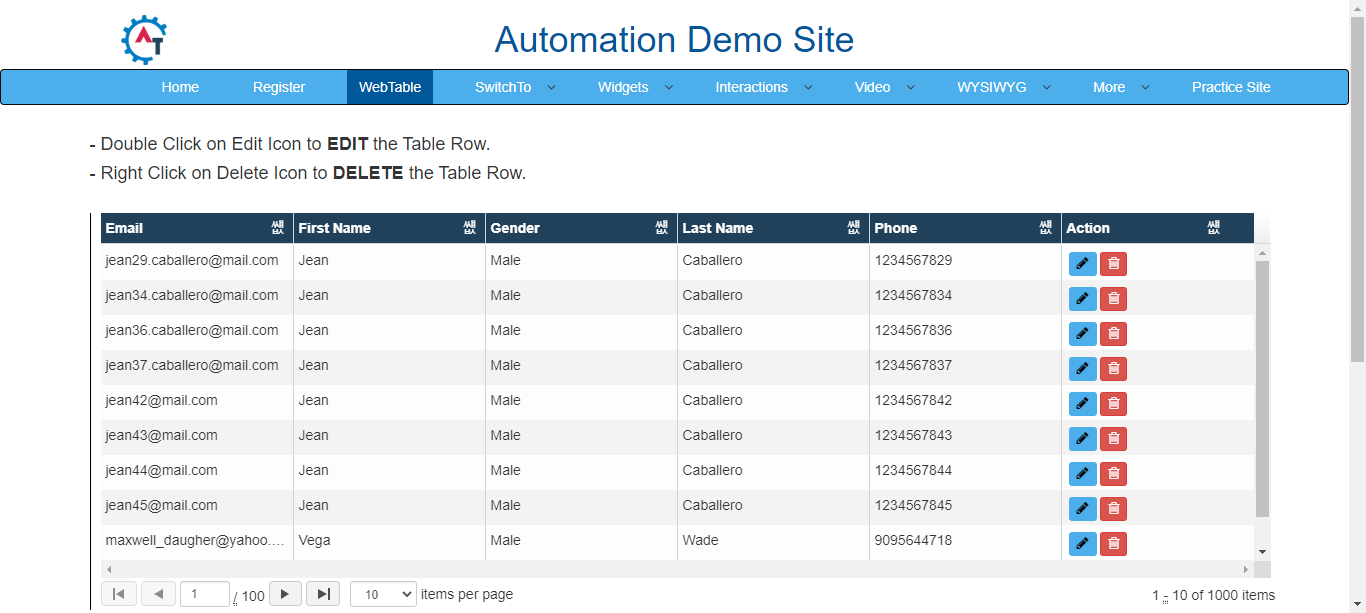 AT
Automation Demo Site
Home Register WebTable SwitchTo Widgets Interactions Video WYSIWYG More Practice Site
- Double Click on Edit Icon to EDIT the Table Row.
- Right Click on Delete Icon to DELETE the Table Row.
Email First Name Gender Last Name Phone Action
jean29.caballero@mail.com Jean Male Caballero 1234567829
jean34.caballero@mail.com Jean Male Caballero 1234567834
jean36.caballero@mail.com Jean Male Caballero 1234567836
jean37.caballero@mail.com Jean Male Caballero 1234567837
jean42@mail.com Jean Male Caballero 1234567842
jean43@mail.com Jean Male Caballero 1234567843
jean44@mail.com Jean Male Caballero 1234567844
jean45@mail.com Jean Male Caballero 1234567845
maxwell_daugher@yahoo.... Vega Male Wade 9095644718
1 / 100 10 items per page 1 - 10 of 1000 items